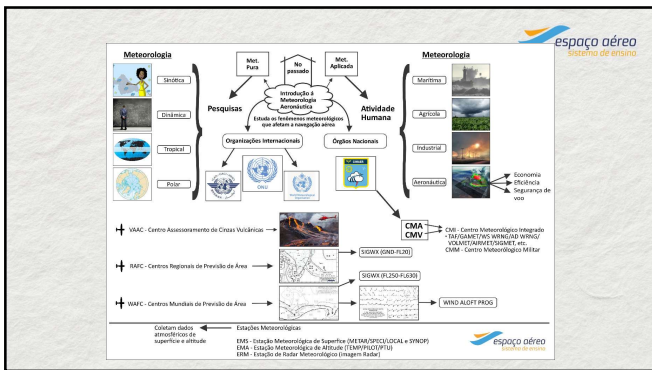 espaço aéreo
sistema de ensino
Meteorologia
Met.
Pura
No
passado
Met.
Aplicada
Meteorologia
Sinótica
Dinâmica
Tropical
Polar
Pesquisas
Introdução á
Meteorologia
Aeronáutica
Estuda os fenômenos meteorológicos
que afetam a navegação aérea
Atividade
Humana
Marítima
Agrícola
Industrial
Aeronáutica
Economia
Eficiência
Segurança de
voo
Organizações Internacionais
Órgãos Nacionais
ONU
CMA
CMV
CMI - Centro Meteorológico Integrado
TAF/GAMET/WS WRNG/AD WRNG/
VOLMET/AIRMET/SIGMET, etc.
CMM - Centro Meteorológico Militar
VAAC - Centro Assessoramento de Cinzas Vulcânicas
RAFC - Centros Regionais de Previsão de Área
SIGWX (GND-FL20)
SIGWX (FL250-FL630)
WAFC - Centros Mundiais de Previsão de Área
WIND ALOFT PROG
Coletam dados
atmosféricos de
superfície e altitude
Estações Meteorológicas
EMS - Estação Meteorológica de Superfíce (METAR/SPECI/LOCAL e SYNOP)
EMA - Estação Meteorológica de Altitude (TEMP/PILOT/PTU)
ERM - Estação de Radar Meteorológico (imagem Radar)
espaço aéreo
sistema de ensino